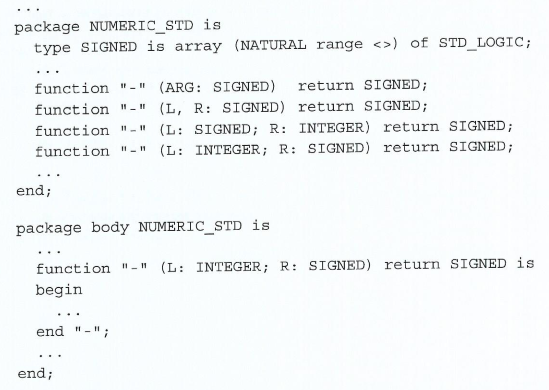 ...
package NUMERIC_STD is
type SIGNED is array (NATURAL range <>) of STD_LOGIC;
...
function "-" (ARG: SIGNED) return SIGNED;
function "-" (L, R: SIGNED) return SIGNED;
function "-" (L: SIGNED; R: INTEGER) return SIGNED;
function "-" (L: INTEGER; R: SIGNED) return SIGNED;
...
end;
package body NUMERIC_STD is
...
function "-" (L: INTEGER; R: SIGNED) return SIGNED is
begin
...
end "-";
...
end;